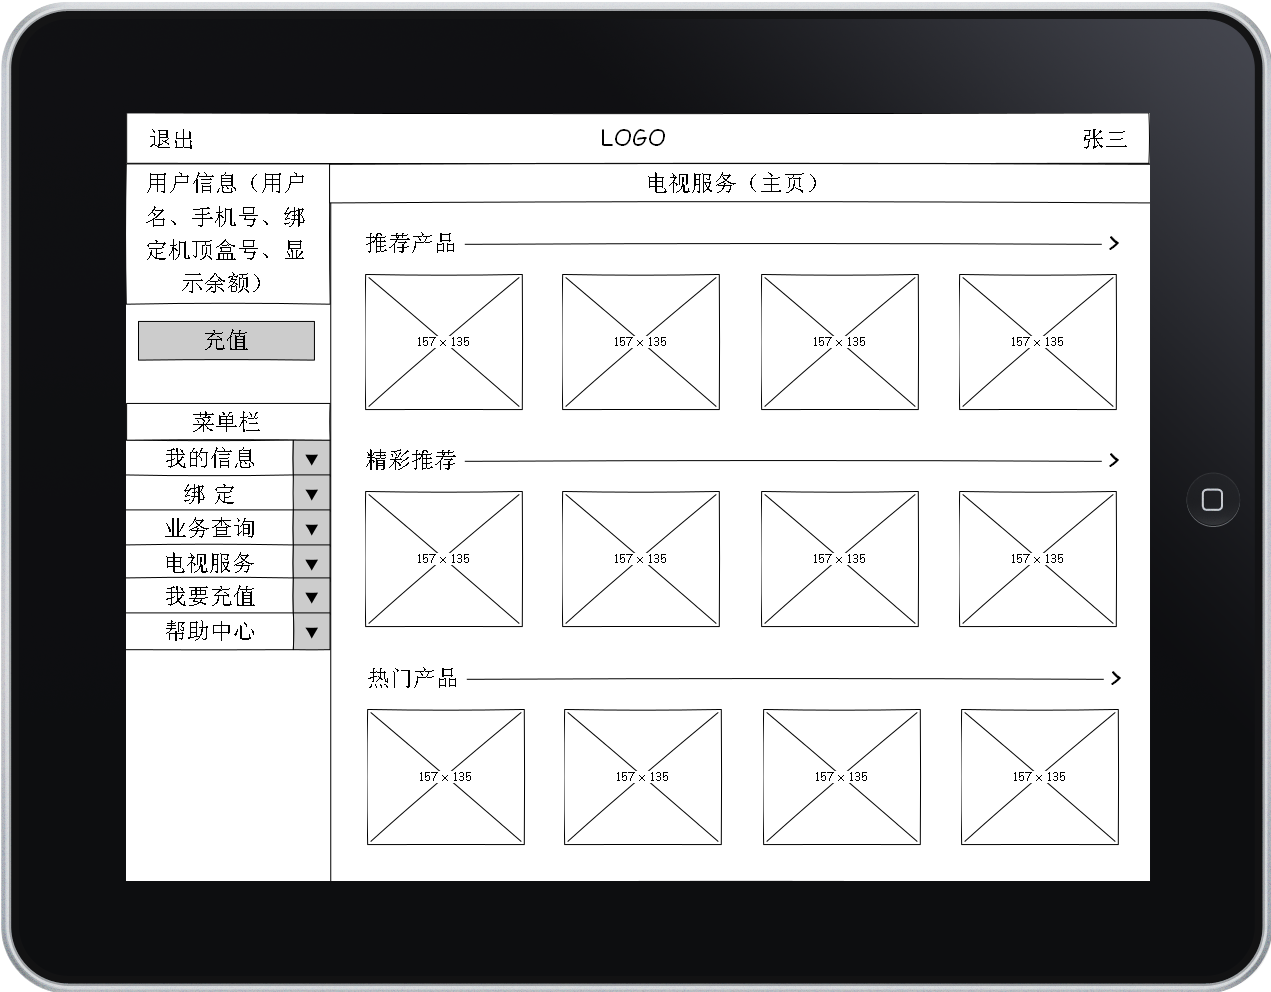 退出
LOGO
张三
用户信息（用户
名、手机号、绑
定机顶盒号、显
示余额）
充值
菜单栏
我的信息
绑 定
业务查询
电视服务
我要充值
帮助中心
电视服务（主页）
推荐产品
157 x 135
157 x 135
157 x 135
157 x 135
精彩推荐
157 x 135
157 x 135
157 x 135
157 x 135
热门产品
157 x 135
157 x 135
157 x 135
157 x 135